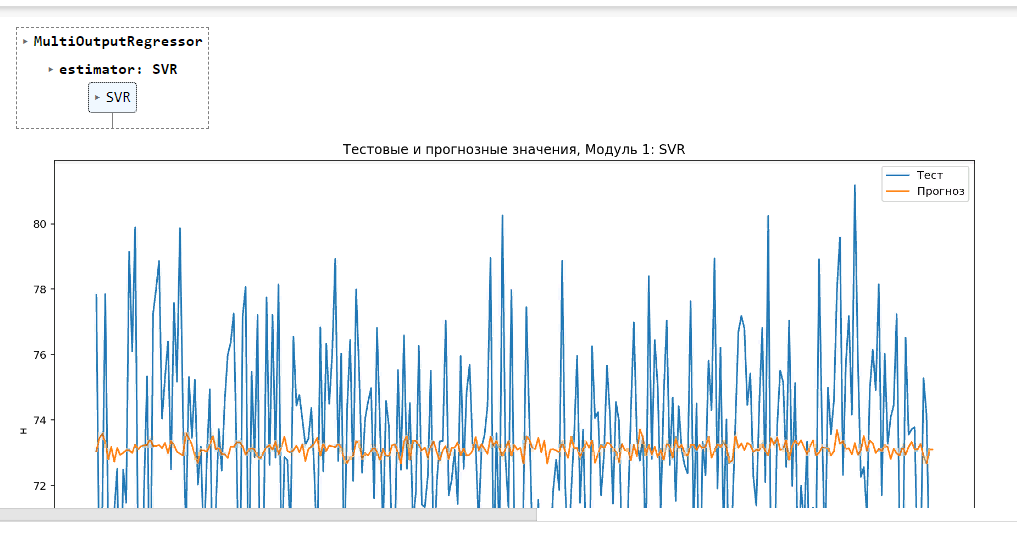 MultiOutputRegressor
estimator: SVR
SVR
Тестовые и прогнозные значения, Модуль 1: SVR
Тест
Прогноз
80
78
76
74
72
н